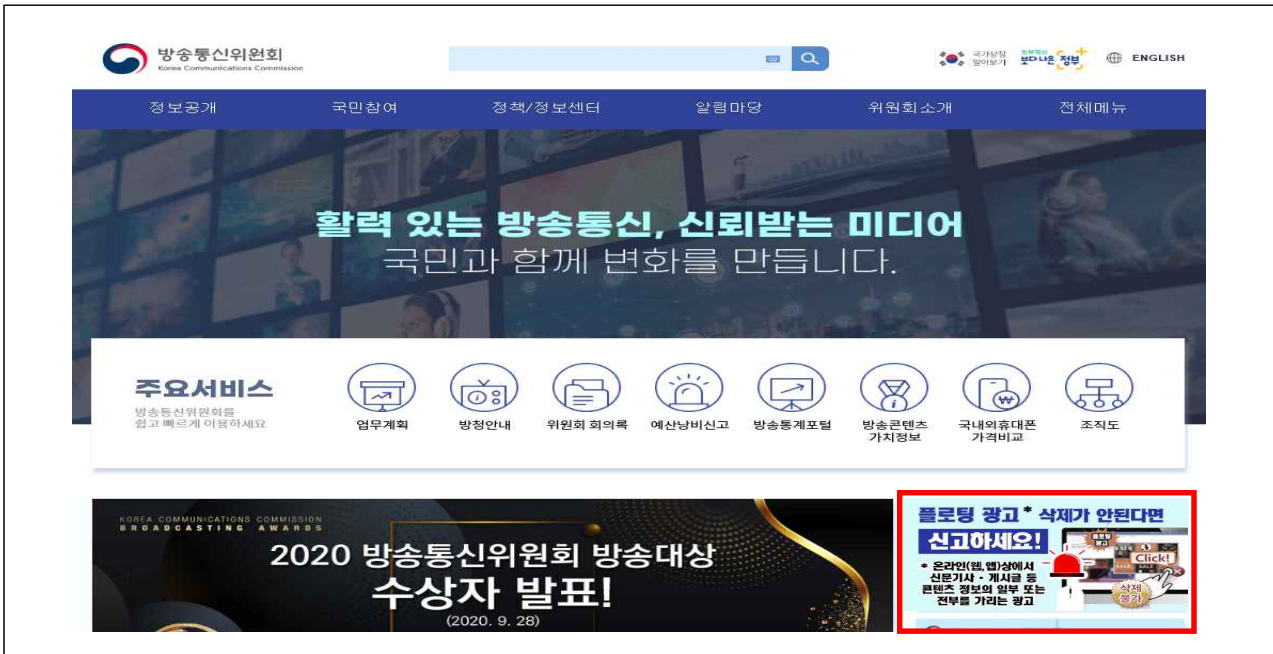 방송통신위원회
Korea Communications Commission
국가상징
알아보기
정부혁신
보다나은 정부
ENGLISH
정보공개
국민참여
정책/정보센터
알림마당
위원회소개
전체메뉴
활력 있는 방송통신, 신뢰받는 미디어
국민과 함께 변화를 만듭니다.
주요서비스
방송통신위원회를
쉽고 빠르게 이용하세요
업무계획
방청안내
위원회 회의록
예산낭비신고
방송통계포털
방송콘텐츠
가치정보
국내외휴대폰
가격비교
조직도
KOREA COMMUNICATIONS COMMISSION
BROADCASTING AWARDS
2020 방송통신위원회 방송대상
수상자 발표!
(2020. 9. 28)
플로팅 광고* 삭제가 안된다면
신고하세요!
* 온라인(웹,앱)상에서
신문기사·게시글 등
콘텐츠 정보의 일부 또는
전부를 가리는 광고
플로팅
광고
SALE
Click!
삭제
불가